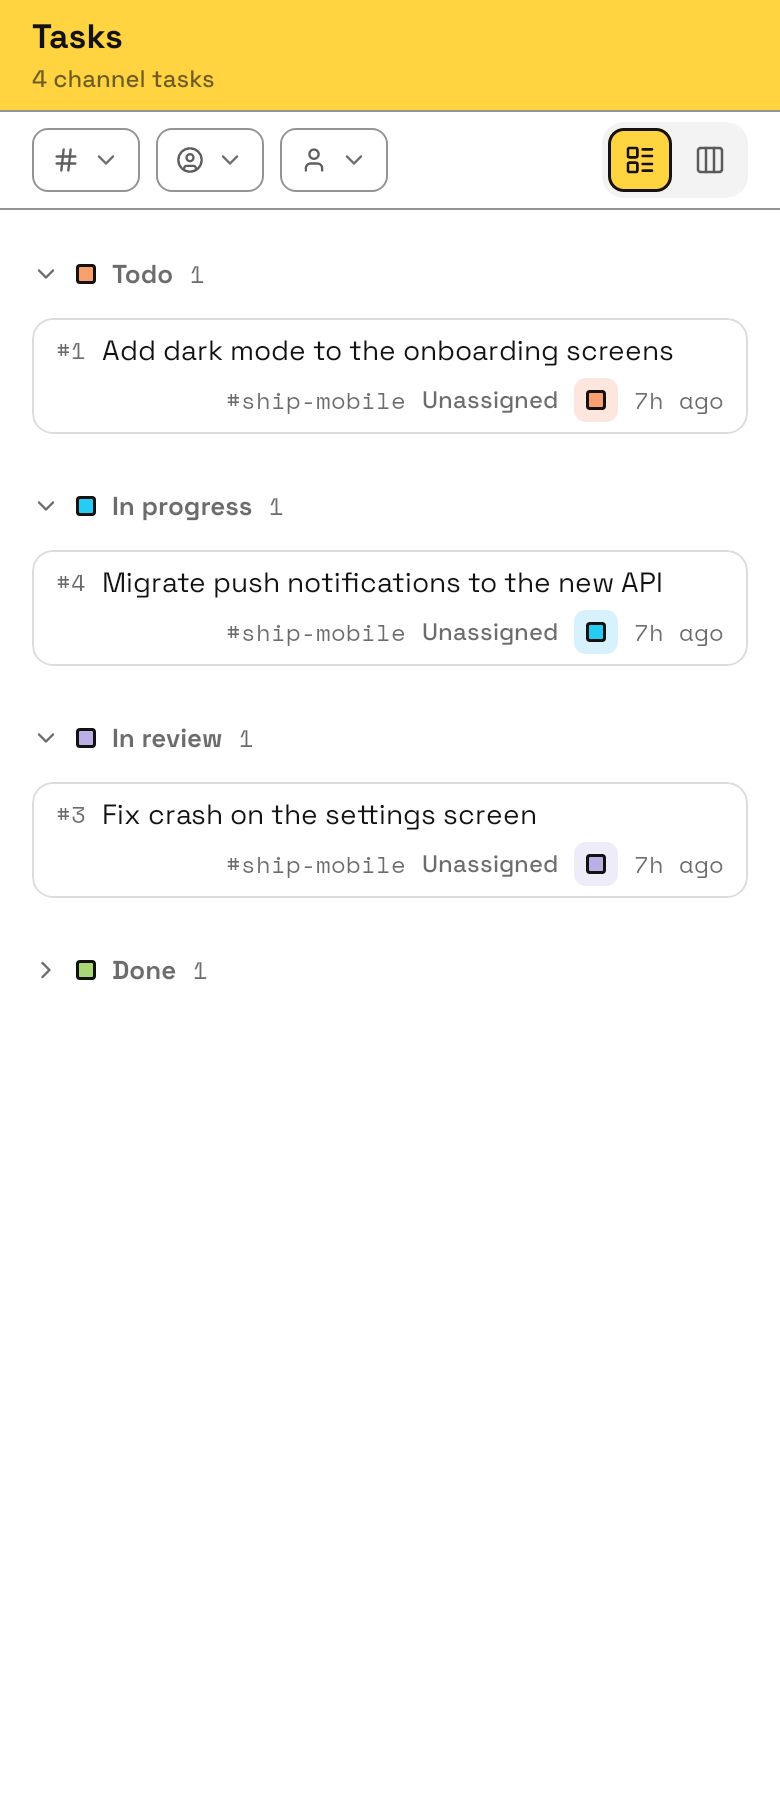 Tasks
4 channel tasks
Todo 1
#1 Add dark mode to the onboarding screens
#ship-mobile Unassigned 7h ago
In progress 1
#4 Migrate push notifications to the new API
#ship-mobile Unassigned 7h ago
In review 1
#3 Fix crash on the settings screen
#ship-mobile Unassigned 7h ago
Done 1